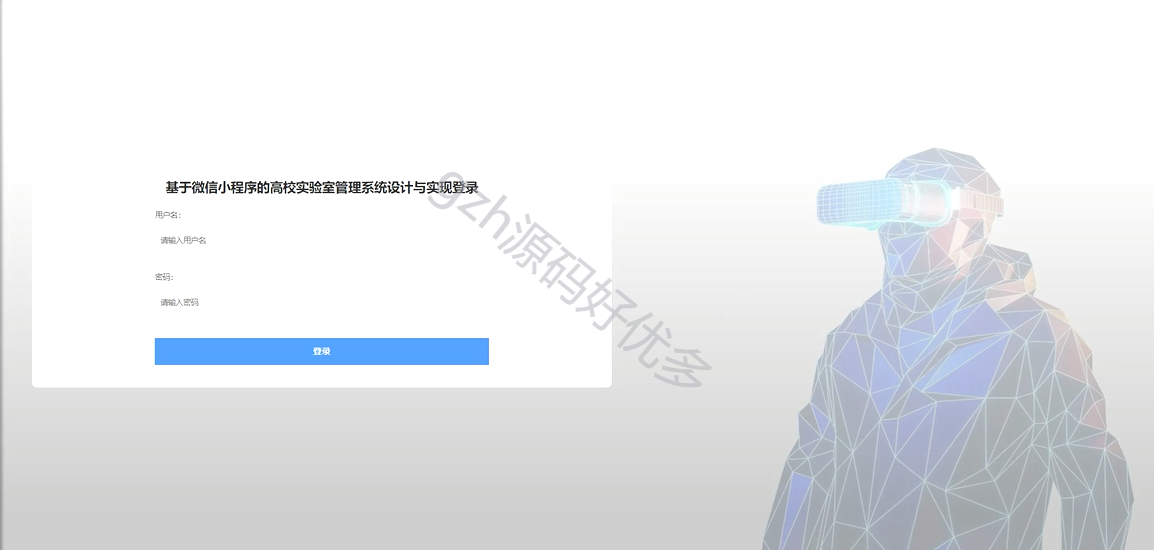 基于微信小程序的高校实验室管理系统设计与实现登录
用户名：
请输入用户名
密码：
请输入密码
登录
gzh源码好优多